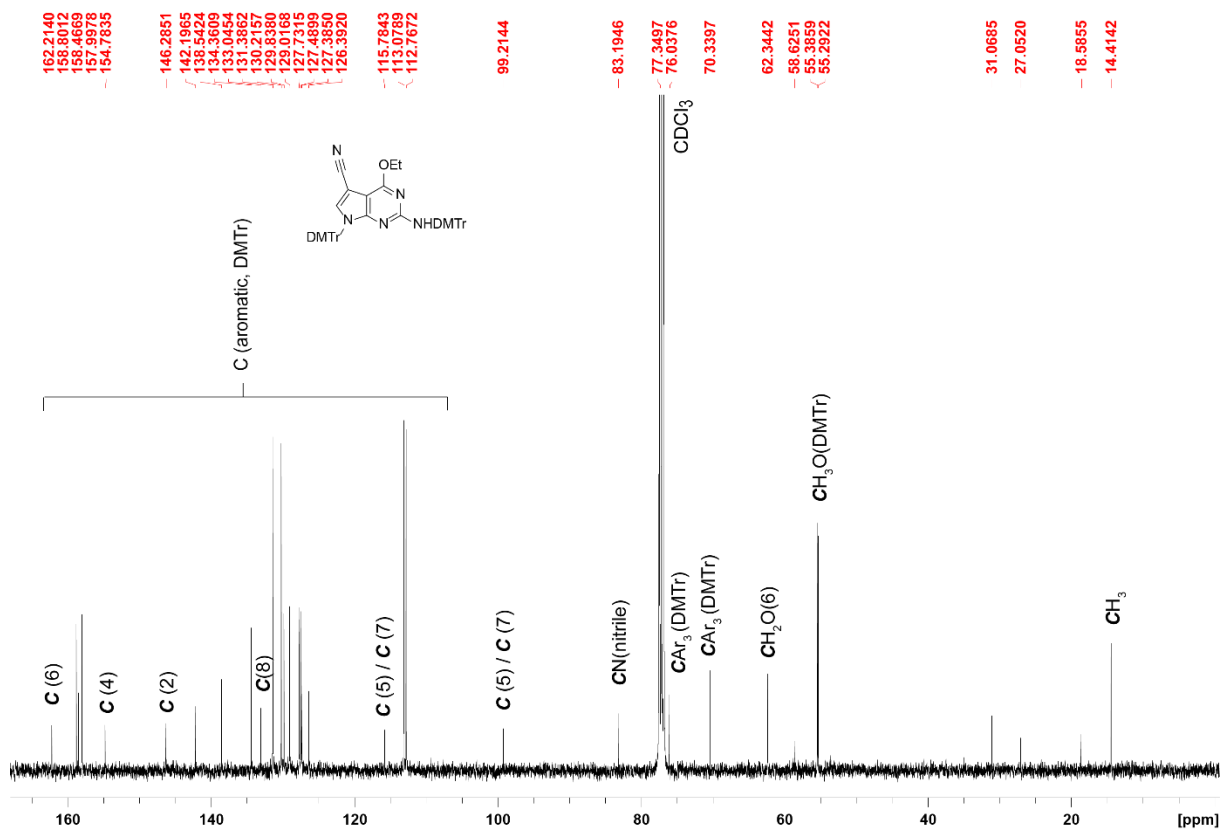 162.2140
158.8012
158.4669
157.9978
154.7835
146.2851
142.1965
138.5424
134.3609
133.0454
131.3862
130.2157
129.8380
129.0168
127.7315
127.4899
127.3850
126.3920
115.7843
113.0789
112.7672
99.2144
83.1946
77.3497
76.0376
70.3397
62.3442
58.6251
55.3859
55.2922
31.0685
27.0520
18.5855
14.4142
CDCl3
N
OEt
N
N
N
NHDMTr
DMTr
C (aromatic, DMTr)
C (6)
C (4)
C (2)
C(8)
C (5) / C (7)
C (5) / C (7)
CN(nitrile)
CAr3(DMTr)
CAr3(DMTr)
CH2O(6)
CH3O(DMTr)
CH3
160 140 120 100 80 60 40 20 [ppm]